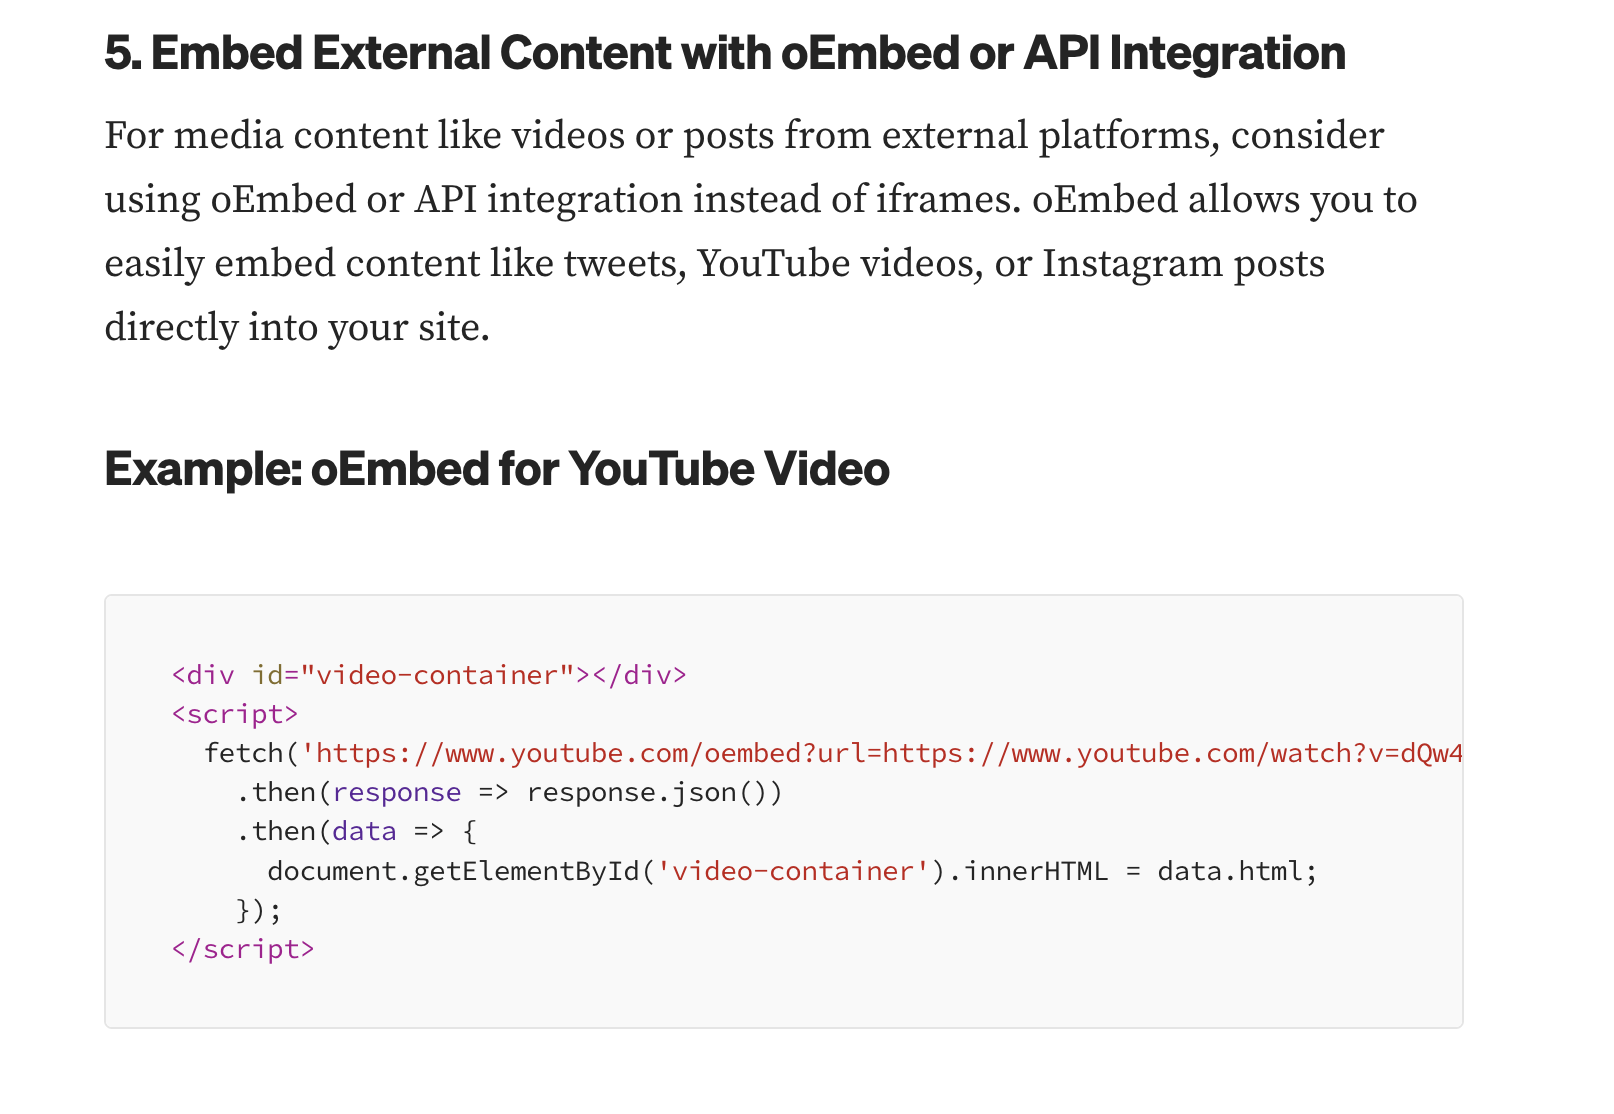 5. Embed External Content with oEmbed or API Integration
For media content like videos or posts from external platforms, consider
using oEmbed or API integration instead of iframes. oEmbed allows you to
easily embed content like tweets, YouTube videos, or Instagram posts
directly into your site.
Example: oEmbed for YouTube Video
<div id="video-container"></div>
<script>
  fetch('https://www.youtube.com/oembed?url=https://www.youtube.com/watch?v=dQw4
    .then(response => response.json())
    .then(data => {
      document.getElementById('video-container').innerHTML = data.html;
    });
</script>